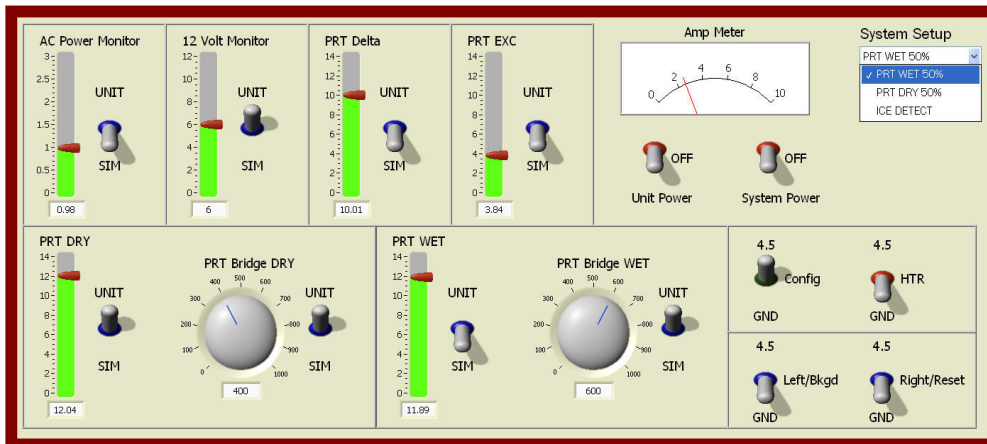 AC Power Monitor
3
2.5
2
1.5
1
0.5
0
UNIT
SIM
0.98
12 Volt Monitor
12
10
8
6
4
2
0
UNIT
SIM
6
PRT Delta
14
12
10
8
6
4
2
0
UNIT
SIM
10.01
PRT EXC
14
12
10
8
6
4
2
0
UNIT
SIM
3.84
Amp Meter
0
2
4
6
8
10
OFF
Unit Power
OFF
System Power
System Setup
PRT WET 50%
✓ PRT WET 50%
PRT DRY 50%
ICE DETECT
PRT DRY
14
12
10
8
6
4
2
0
UNIT
SIM
12.04
PRT Bridge DRY
0
100
200
300
400
500
600
700
800
900
1000
400
UNIT
SIM
PRT WET
14
12
10
8
6
4
2
0
UNIT
SIM
11.89
PRT Bridge WET
0
100
200
300
400
500
600
700
800
900
1000
600
UNIT
SIM
4.5
Config
GND
4.5
HTR
GND
4.5
Left/Bkgd
GND
4.5
Right/Reset
GND